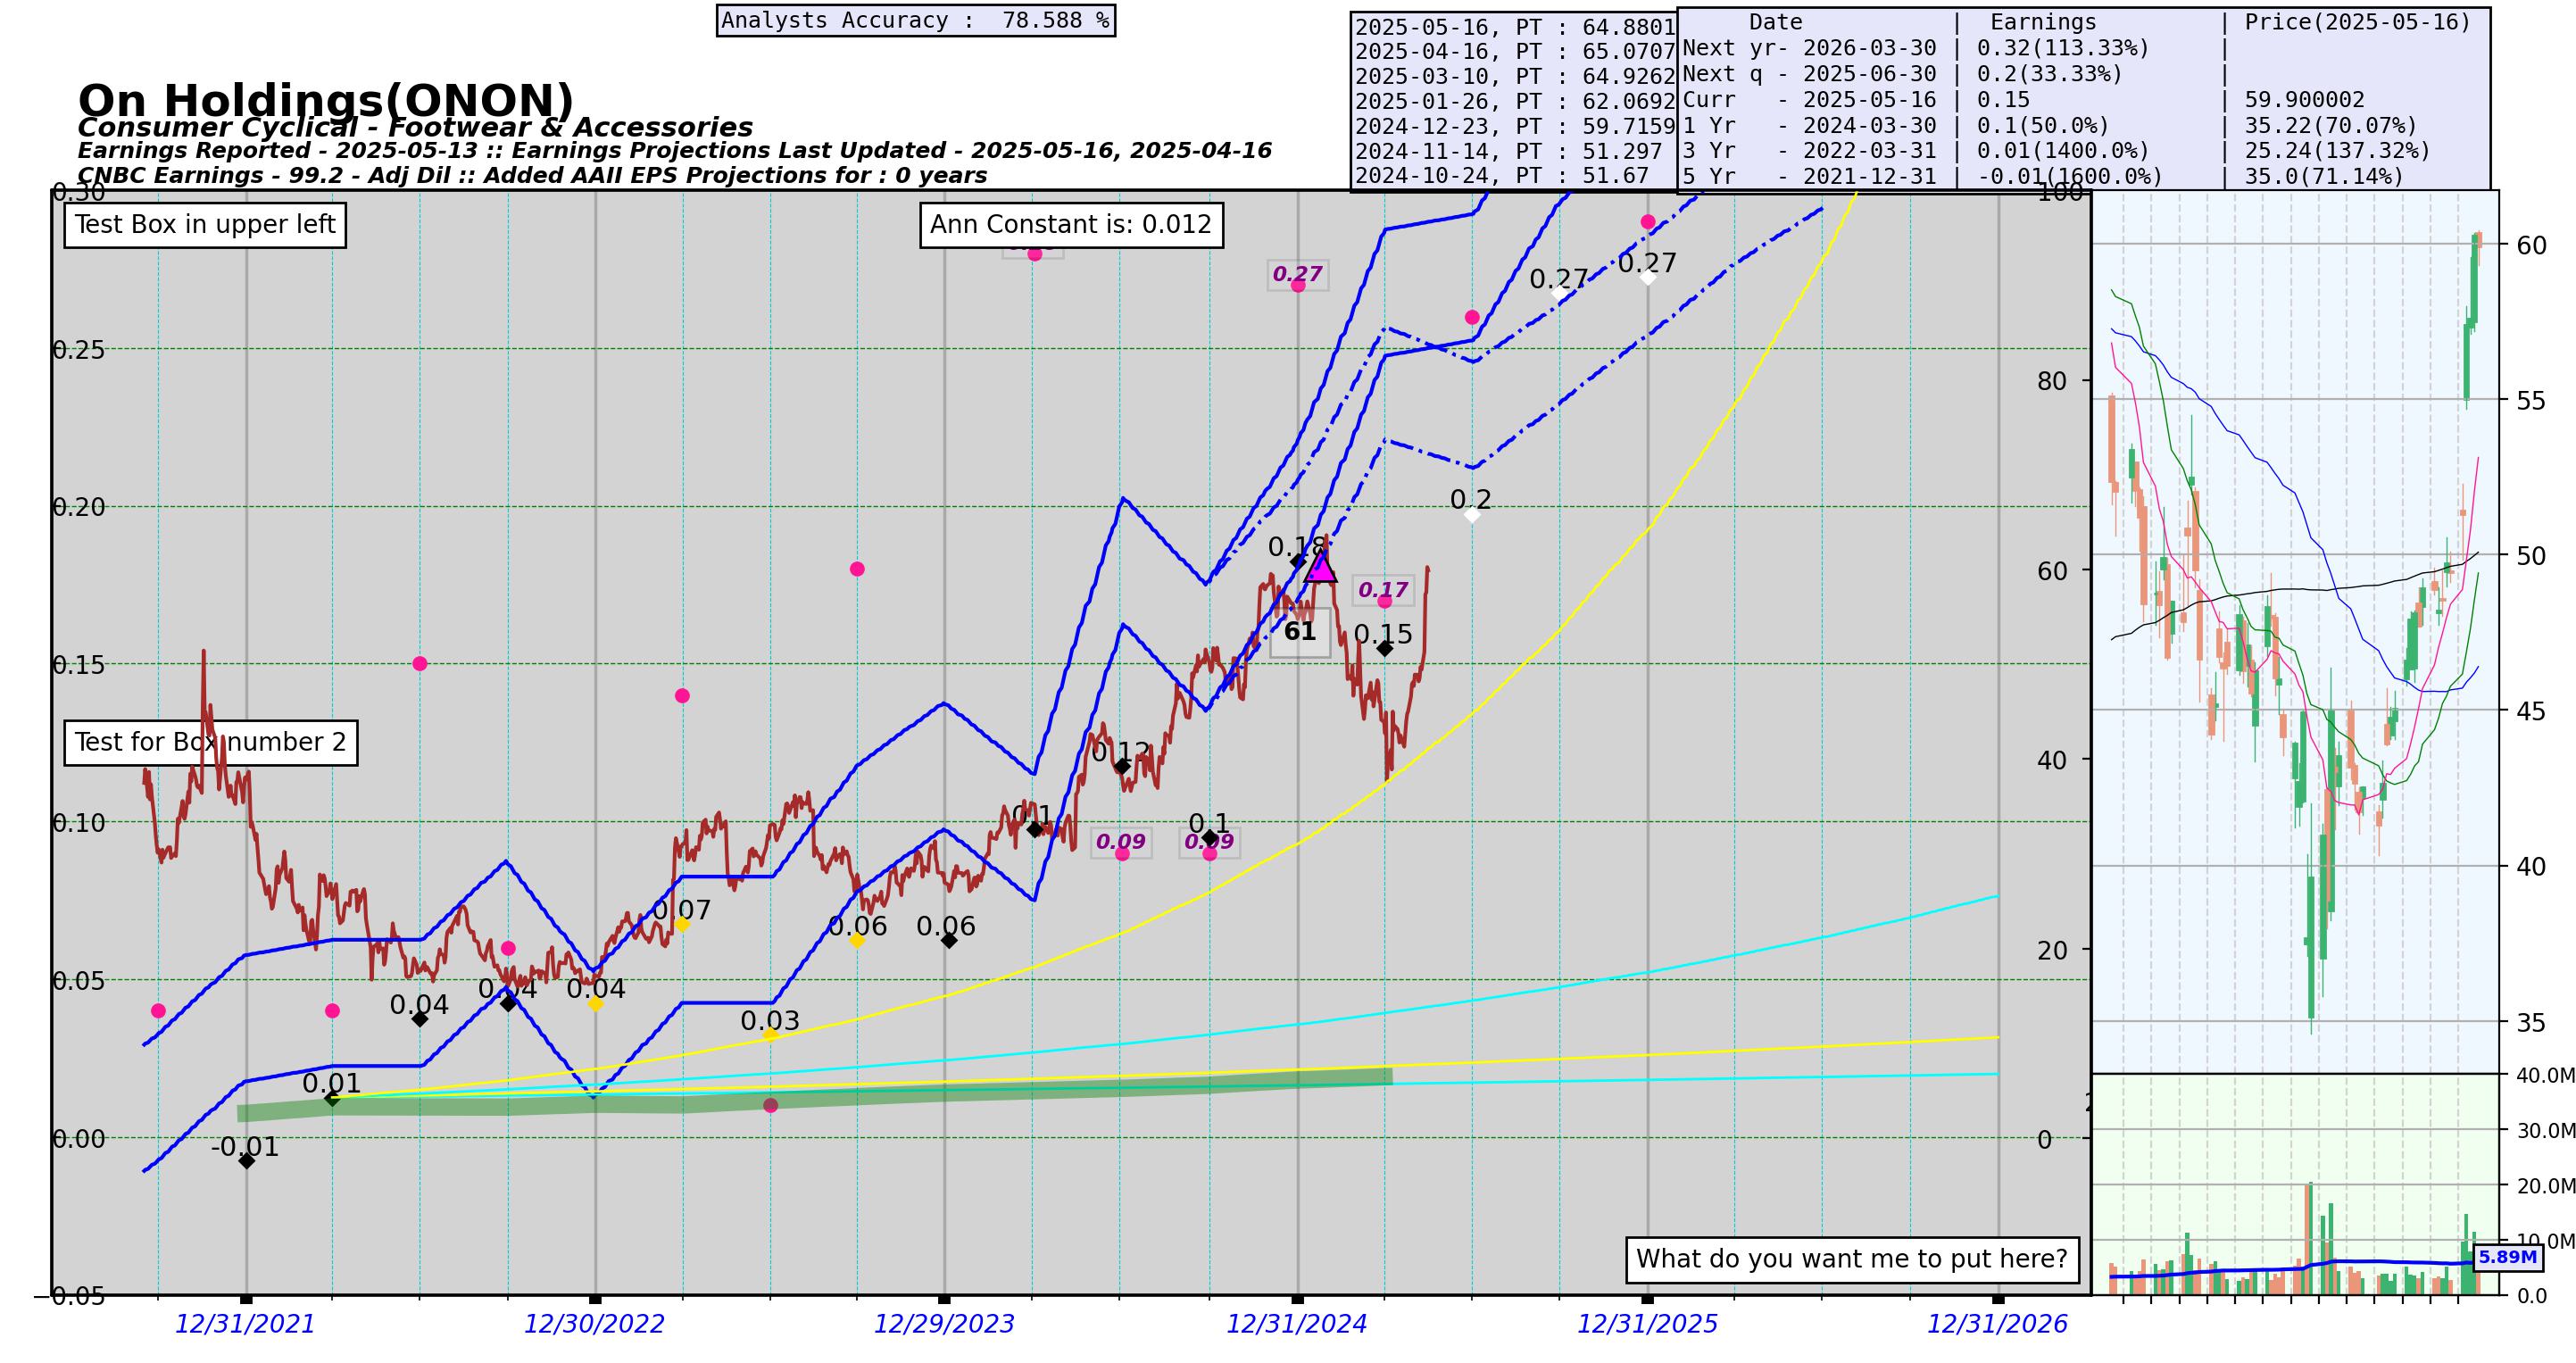 Analysts Accuracy :  78.588 %
2025-05-16, PT : 64.8801
2025-04-16, PT : 65.0707
2025-03-10, PT : 64.9262
2025-01-26, PT : 62.0692
2024-12-23, PT : 59.7159
2024-11-14, PT : 51.297
2024-10-24, PT : 51.67
Date | Earnings | Price(2025-05-16)
Next yr- 2026-03-30 | 0.32(113.33%) |
Next q - 2025-06-30 | 0.2(33.33%) |
Curr - 2025-05-16 | 0.15 | 59.900002
1 Yr - 2024-03-30 | 0.1(50.0%) | 35.22(70.07%)
3 Yr - 2022-03-31 | 0.01(1400.0%) | 25.24(137.32%)
5 Yr - 2021-12-31 | -0.01(1600.0%) | 35.0(71.14%)
On Holdings(ONON)
Consumer Cyclical - Footwear & Accessories
Earnings Reported - 2025-05-13 :: Earnings Projections Last Updated - 2025-05-16, 2025-04-16
CNBC Earnings - 99.2 - Adj Dil :: Added AAII EPS Projections for : 0 years
Test Box in upper left
Ann Constant is: 0.012
Test for Box number 2
What do you want me to put here?
0.30
0.25
0.20
0.15
0.10
0.05
0.00
−0.05
-0.01
0.01
0.04
0.04
0.04
0.07
0.03
0.06
0.06
0.1
0.12
0.09
0.1
0.09
0.27
0.18
61
0.17
0.15
0.2
0.27
0.27
100
80
60
40
20
0
60
55
50
45
40
35
40.0M
30.0M
20.0M
10.0M
5.89M
0.0
12/31/2021
12/30/2022
12/29/2023
12/31/2024
12/31/2025
12/31/2026